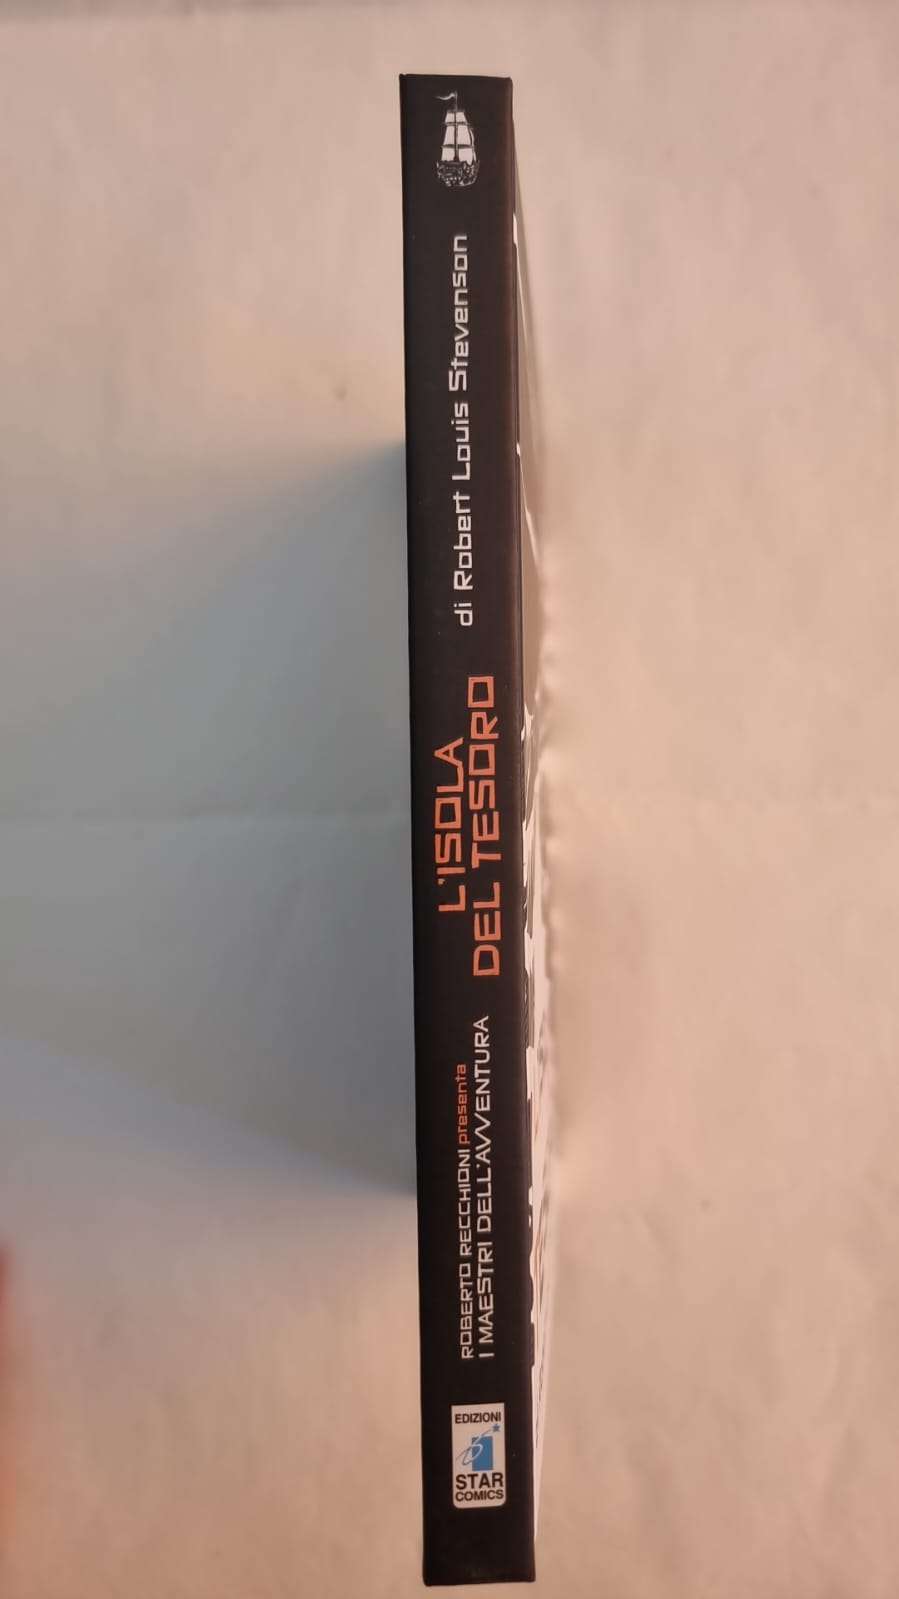 di Robert Louis Stevenson
L'ISOLA
DEL TESORO
ROBERTO RECCHIONI presenta
I MAESTRI DELL'AVVENTURA
EDIZIONI
STAR
COMICS